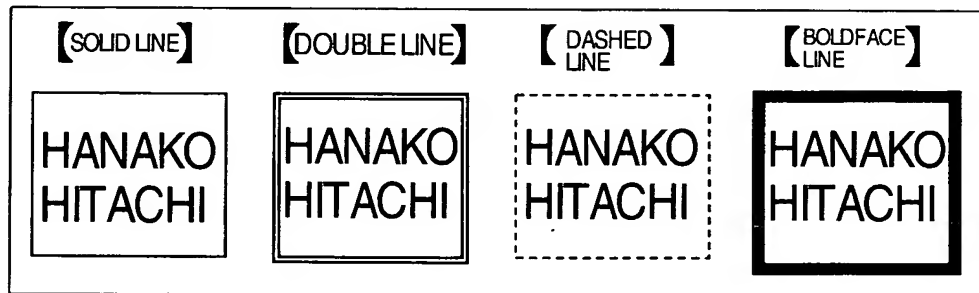 【SOLID LINE】
【DOUBLE LINE】
【DASHED
LINE】
【BOLDFACE
LINE】
HANAKO
HITACHI
HANAKO
HITACHI
HANAKO
HITACHI
HANAKO
HITACHI